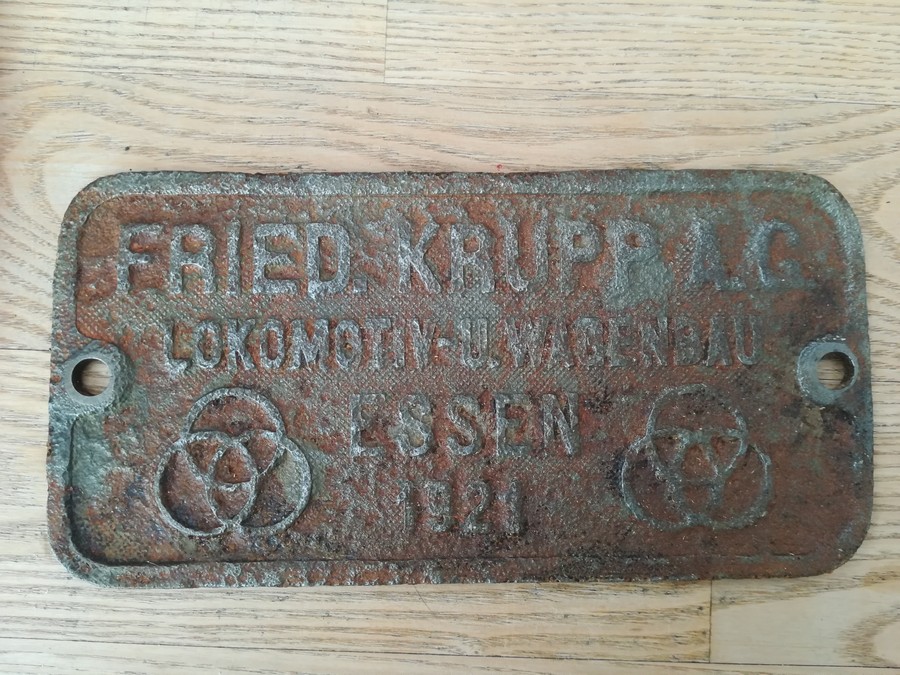 FRIED. KRUPP A.G.
LOKOMOTIV-U.WAGENBAU
ESSEN
1921